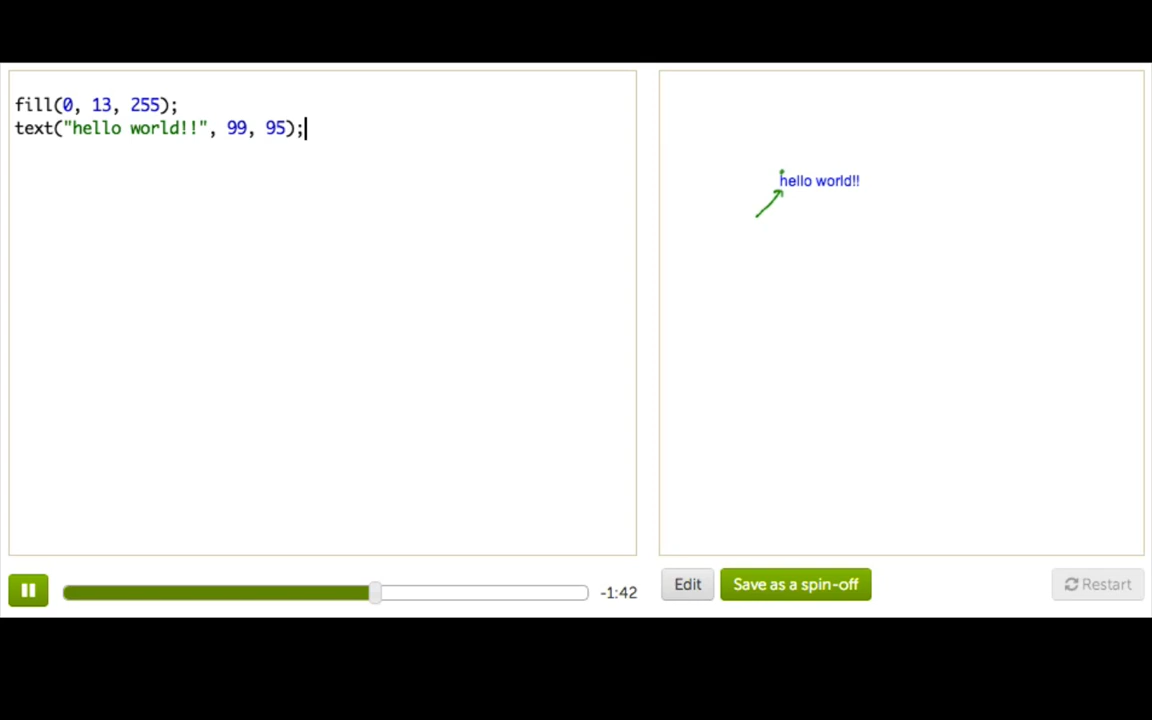 fill(0, 13, 255);
text("hello world!!", 99, 95);
hello world!!
-1:42
Edit
Save as a spin-off
Restart